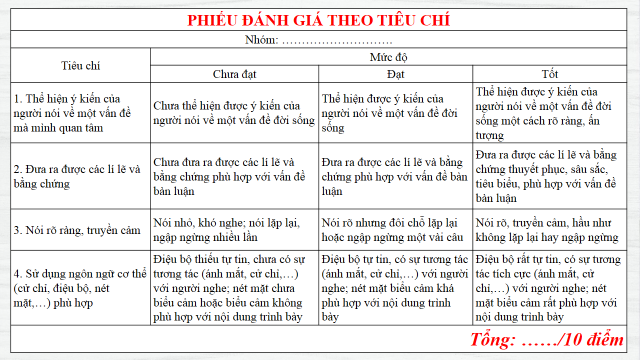 PHIẾU ĐÁNH GIÁ THEO TIÊU CHÍ
Nhóm: ……………………….
Tiêu chí
Mức độ
Chưa đạt
Đạt
Tốt
1. Thể hiện ý kiến của
người nói về một vấn đề
mà mình quan tâm
Chưa thể hiện được ý kiến của
người nói về một vấn đề đời sống
Thể hiện được ý kiến của
người nói về một vấn đề đời
sống
Thể hiện được ý kiến của
người nói về một vấn đề đời
sống một cách rõ ràng, ấn
tượng
2. Đưa ra được các lí lẽ và
bằng chứng
Chưa đưa ra được các lí lẽ và
bằng chứng phù hợp với vấn đề
bàn luận
Đưa ra được các lí lẽ và bằng
chứng phù hợp với vấn đề bàn
luận
Đưa ra được các lí lẽ và bằng
chứng thuyết phục, sâu sắc,
tiêu biểu, phù hợp với vấn đề
bàn luận
3. Nói rõ ràng, truyền cảm
Nói nhỏ, khó nghe; nói lặp lại,
ngập ngừng nhiều lần
Nói rõ nhưng đôi chỗ lặp lại
hoặc ngập ngừng một vài câu
Nói rõ, truyền cảm, hầu như
không lặp lại hay ngập ngừng
4. Sử dụng ngôn ngữ cơ thể
(cử chỉ, điệu bộ, nét
mặt,…) phù hợp
Điệu bộ thiếu tự tin, chưa có sự
tương tác (ánh mắt, cử chỉ,…)
với người nghe; nét mặt chưa
biểu cảm hoặc biểu cảm không
phù hợp với nội dung trình bày
Điệu bộ tự tin, có sự tương tác
(ánh mắt, cử chỉ,…) với người
nghe; nét mặt biểu cảm khá
phù hợp với nội dung trình
bày
Điệu bộ rất tự tin, có sự tương
tác tích cực (ánh mắt, cử
chỉ,…) với người nghe; nét
mặt biểu cảm rất phù hợp với
nội dung trình bày
Tổng: ……/10 điểm